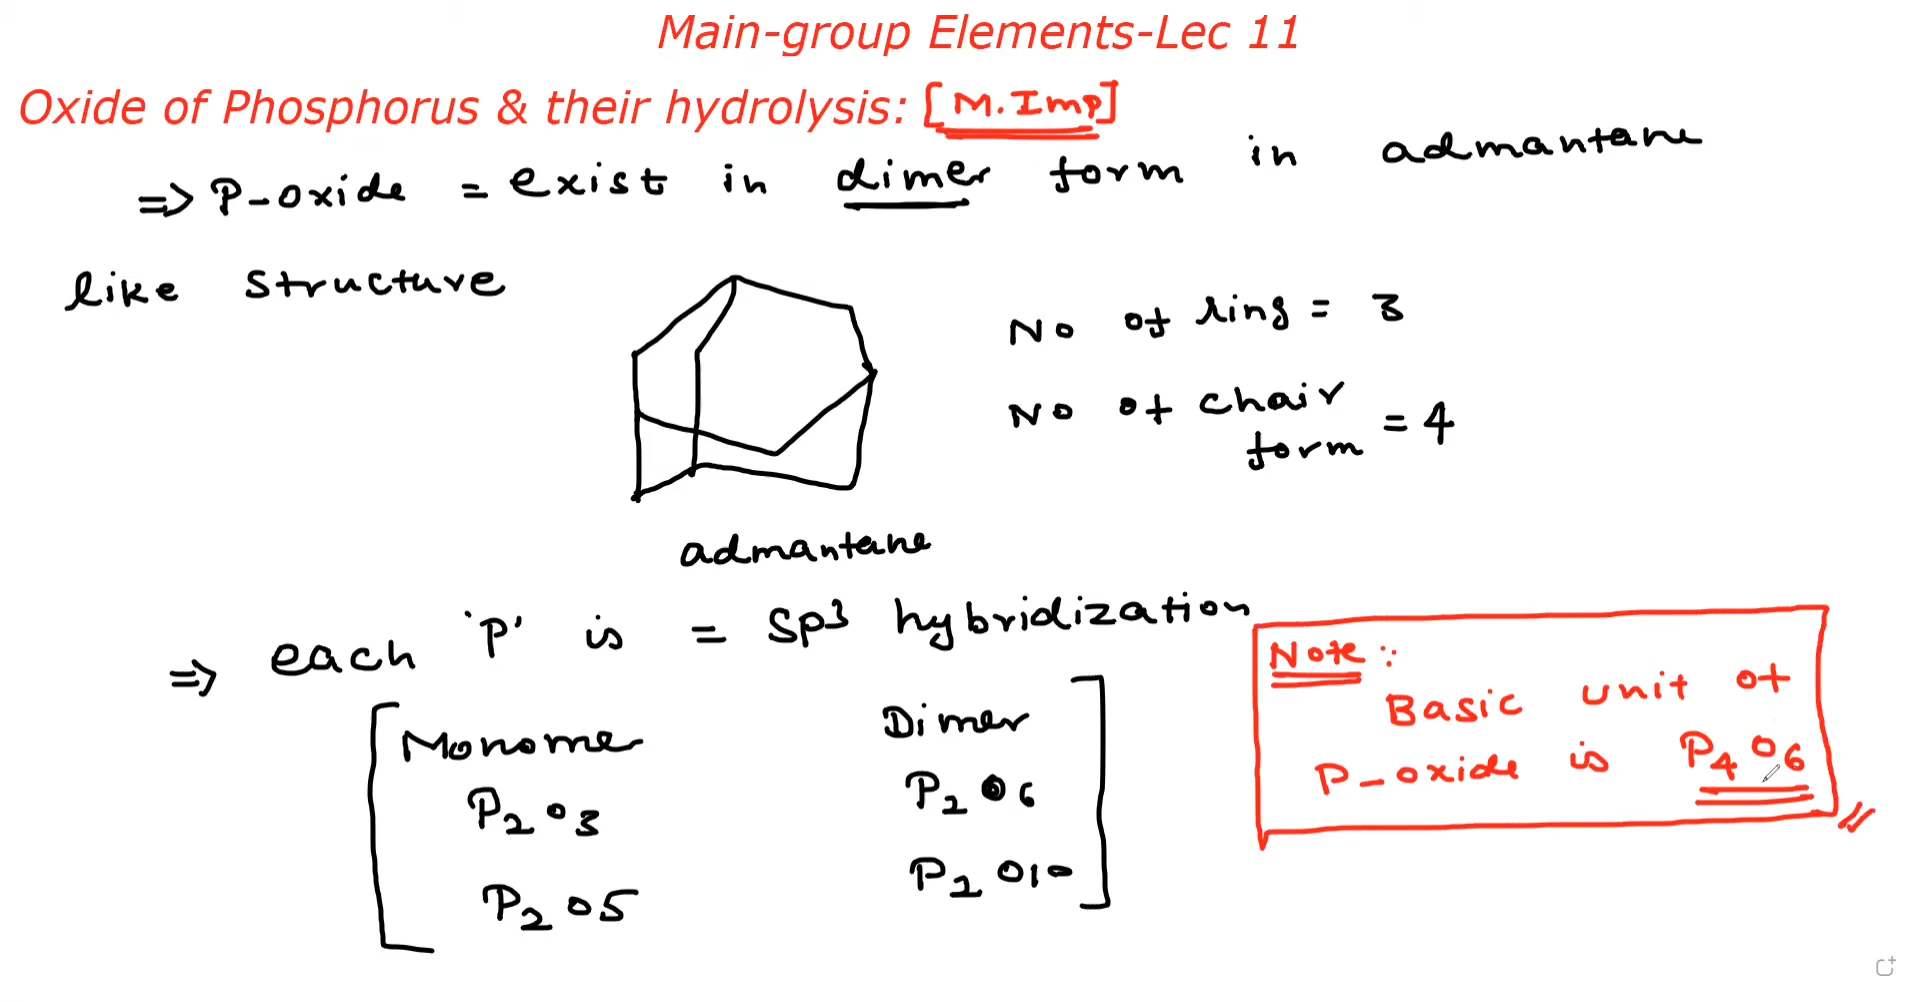 Main-group Elements-Lec 11
Oxide of Phosphorus & their hydrolysis: [M. Imp]
=> P-oxide = exist in dimer form in admantane
like structure
No of ring = 3
No of chair form = 4
admantane
=> each 'P' is = sp3 hybridization
Monomer Dimer
P2O3 P2O6
P2O5 P2O10
Note:
Basic unit of
P-oxide is P4O6